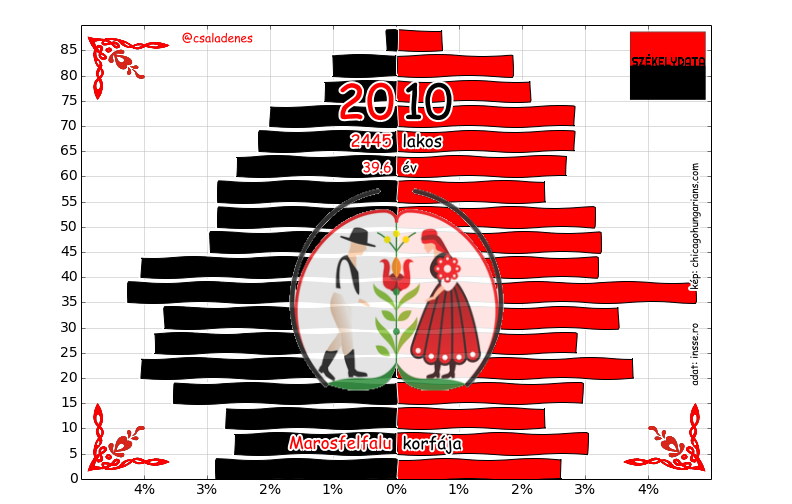 @csaladenes
SZÉKELYDATA
2010
2445 lakos
39.6 év
kép: chicagohungarians.com
adat: insse.ro
Marosfelfalu korfája
85
80
75
70
65
60
55
50
45
40
35
30
25
20
15
10
5
0
4% 3% 2% 1% 0% 1% 2% 3% 4%